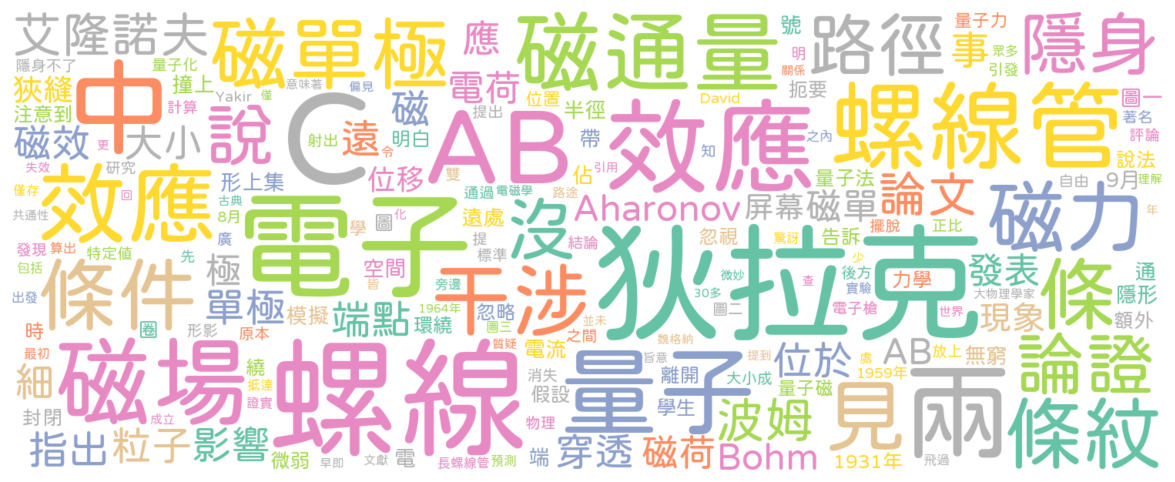 艾隆諾夫
磁單極
應
磁通量
號
路徑
量子力
事
眾多
隱身
隱身不了
量子化
狹縫
撞上
中
意味著
偏見
電荷
位置
半徑
明
扼要
關係
引發
圖一
注意到
計算
Yakir
僅
說
C
提出
David
磁
遠
明白
射出
令
AB
效應
帶
之內
知
螺線管
著名
評論
磁效
大小
更
失效
研究
效應
形上集
位移
雙
通過
電磁學
路途
引用
佔
量子法
論文
說法
理解
自由
9月
年
僅存
回
共通性
古典
8月
電子
圖
化
學
遠處
提
標準
沒
Aharonov
結論
屏幕
磁單
忽視
驚訝
告訴
擺脫
正比
磁力
發現
算出
特定值
廣
先
包括
條件
極
空間
皆
干涉
狄拉克
少
微妙
查
後方
實驗
力學
發表
條
通
隱形
出發
圈
單極
模擬
端點
1964年
環繞
旁邊
忽略
30多
圖二
電子槍
大物理學家
世界
現象
額外
時
形影
原本
圖三
質疑
之間
並未
最初
磁場
繞
抵達
證實
螺線
電流
魏格納
量子
旨意
提到
位於
處
AB
放上
無窮
1959年
論證
細
消失
假設
離開
大小成
量子磁
兩
封閉
成立
物理
學生
波姆
見
條紋
指出
粒子
影響
微弱
早即
文獻
電
長螺線管
預測
端
穿透
磁荷
Bohm
1931年
飛過